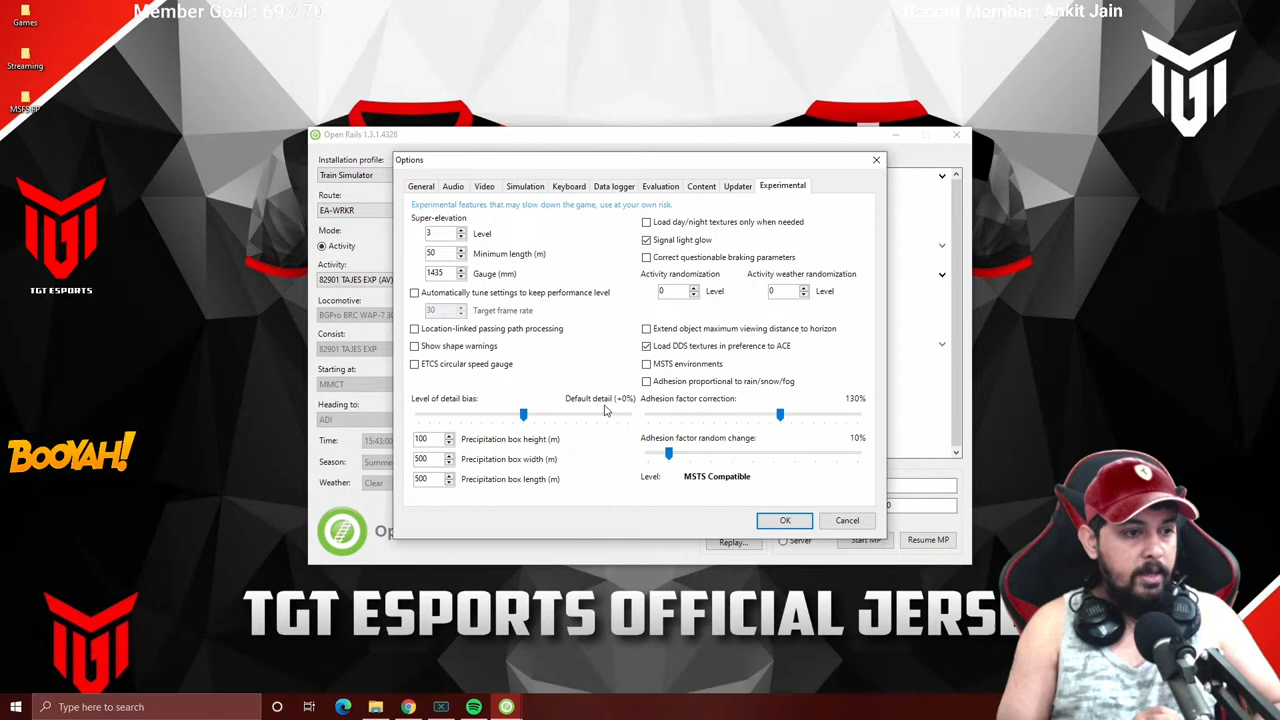 Member Goal : 69 / 70
Recent Member: Ankit Jain
Games
Streaming
TGT ESPORTS
BOOYAH!
Open Rails 1.3.1.4328
Installation profile:
Train Simulator
Route:
EA-WRKR
Mode:
Activity
Activity:
82901 TAJES EXP (AV)
Locomotive:
BGPro BRC WAP-7 30
Consist:
82901 TAJES EXP
Starting at:
MMCT
Heading to:
ADI
Time:
15:43:00
Season:
Summer
Weather:
Clear
Op
Options
General
Audio
Video
Simulation
Keyboard
Data logger
Evaluation
Content
Updater
Experimental
Experimental features that may slow down the game, use at your own risk.
Super-elevation
3
Level
50
Minimum length (m)
1435
Gauge (mm)
Automatically tune settings to keep performance level
30
Target frame rate
Location-linked passing path processing
Show shape warnings
ETCS circular speed gauge
Level of detail bias:
Default detail (+0%)
100
Precipitation box height (m)
500
Precipitation box width (m)
500
Precipitation box length (m)
Load day/night textures only when needed
Signal light glow
Correct questionable braking parameters
Activity randomization
Activity weather randomization
0
Level
0
Level
Extend object maximum viewing distance to horizon
Load DDS textures in preference to ACE
MSTS environments
Adhesion proportional to rain/snow/fog
Adhesion factor correction:
130%
Adhesion factor random change:
10%
Level:
MSTS Compatible
OK
Cancel
Replay...
Server
Start MP
Resume MP
TGT ESPORTS OFFICIAL JERS
JBL
Type here to search